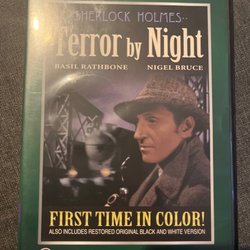 SHERLOCK HOLMES
Terror by Night
BASIL RATHBONE NIGEL BRUCE
FIRST TIME IN COLOR!
ALSO INCLUDES RESTORED ORIGINAL BLACK AND WHITE VERSION